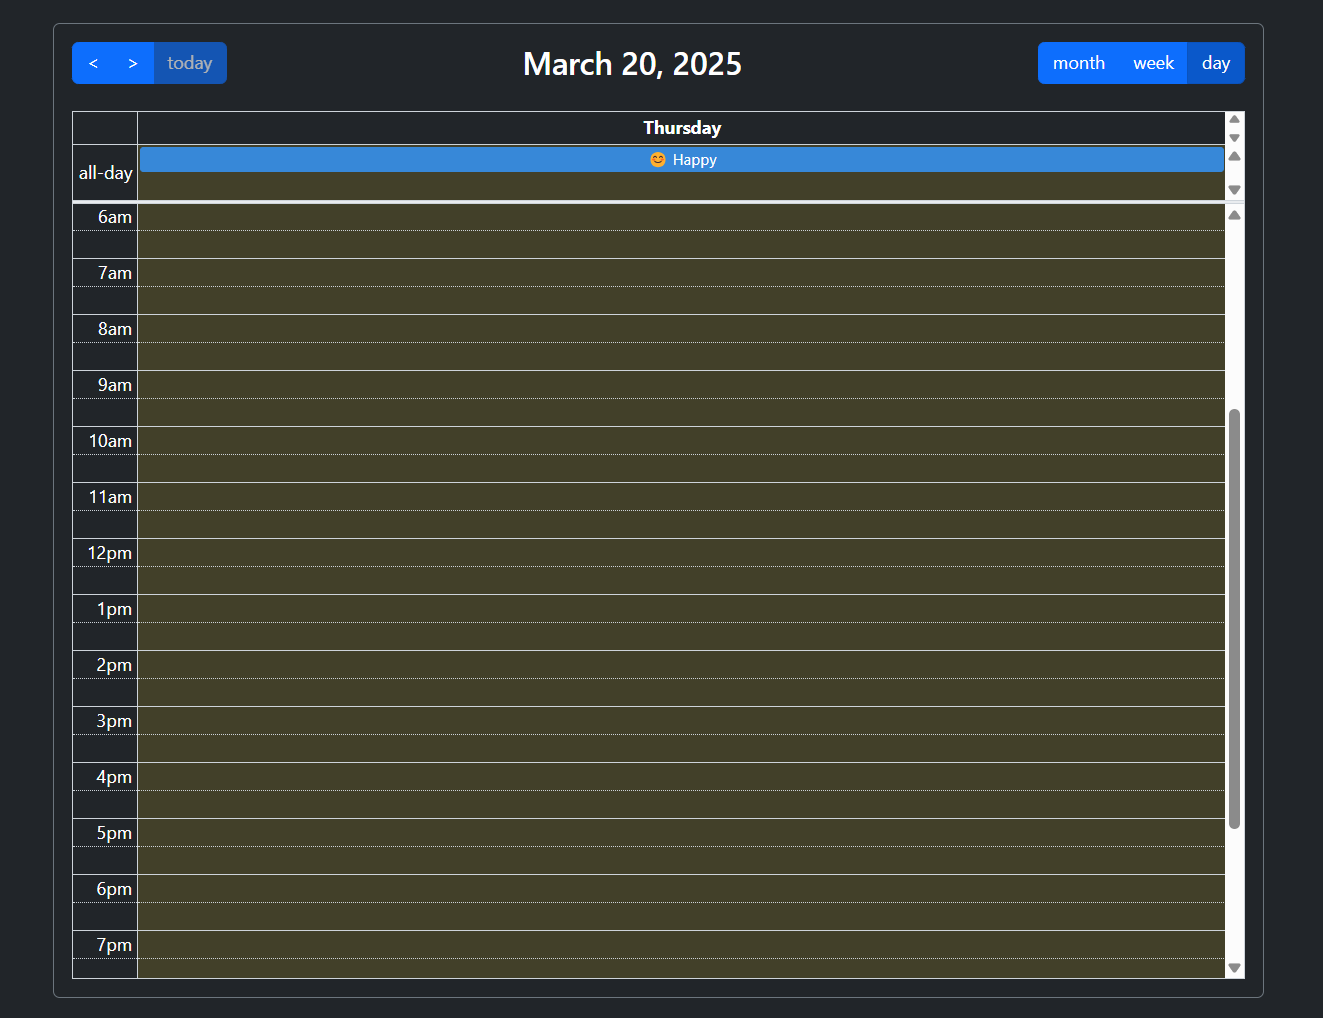 < > today
March 20, 2025
month week day
Thursday
all-day 😊 Happy
6am
7am
8am
9am
10am
11am
12pm
1pm
2pm
3pm
4pm
5pm
6pm
7pm